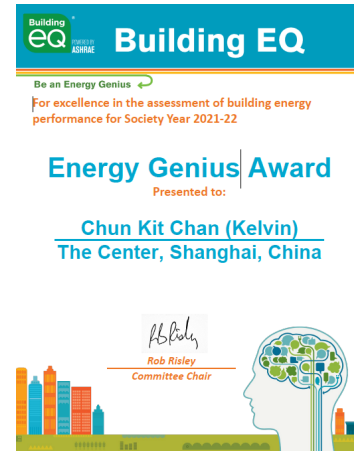 Building
eQ POWERED BY
ASHRAE
Building EQ
Be an Energy Genius
For excellence in the assessment of building energy
performance for Society Year 2021-22
Energy Genius Award
Presented to:
Chun Kit Chan (Kelvin)
The Center, Shanghai, China
Rob Risley
Committee Chair